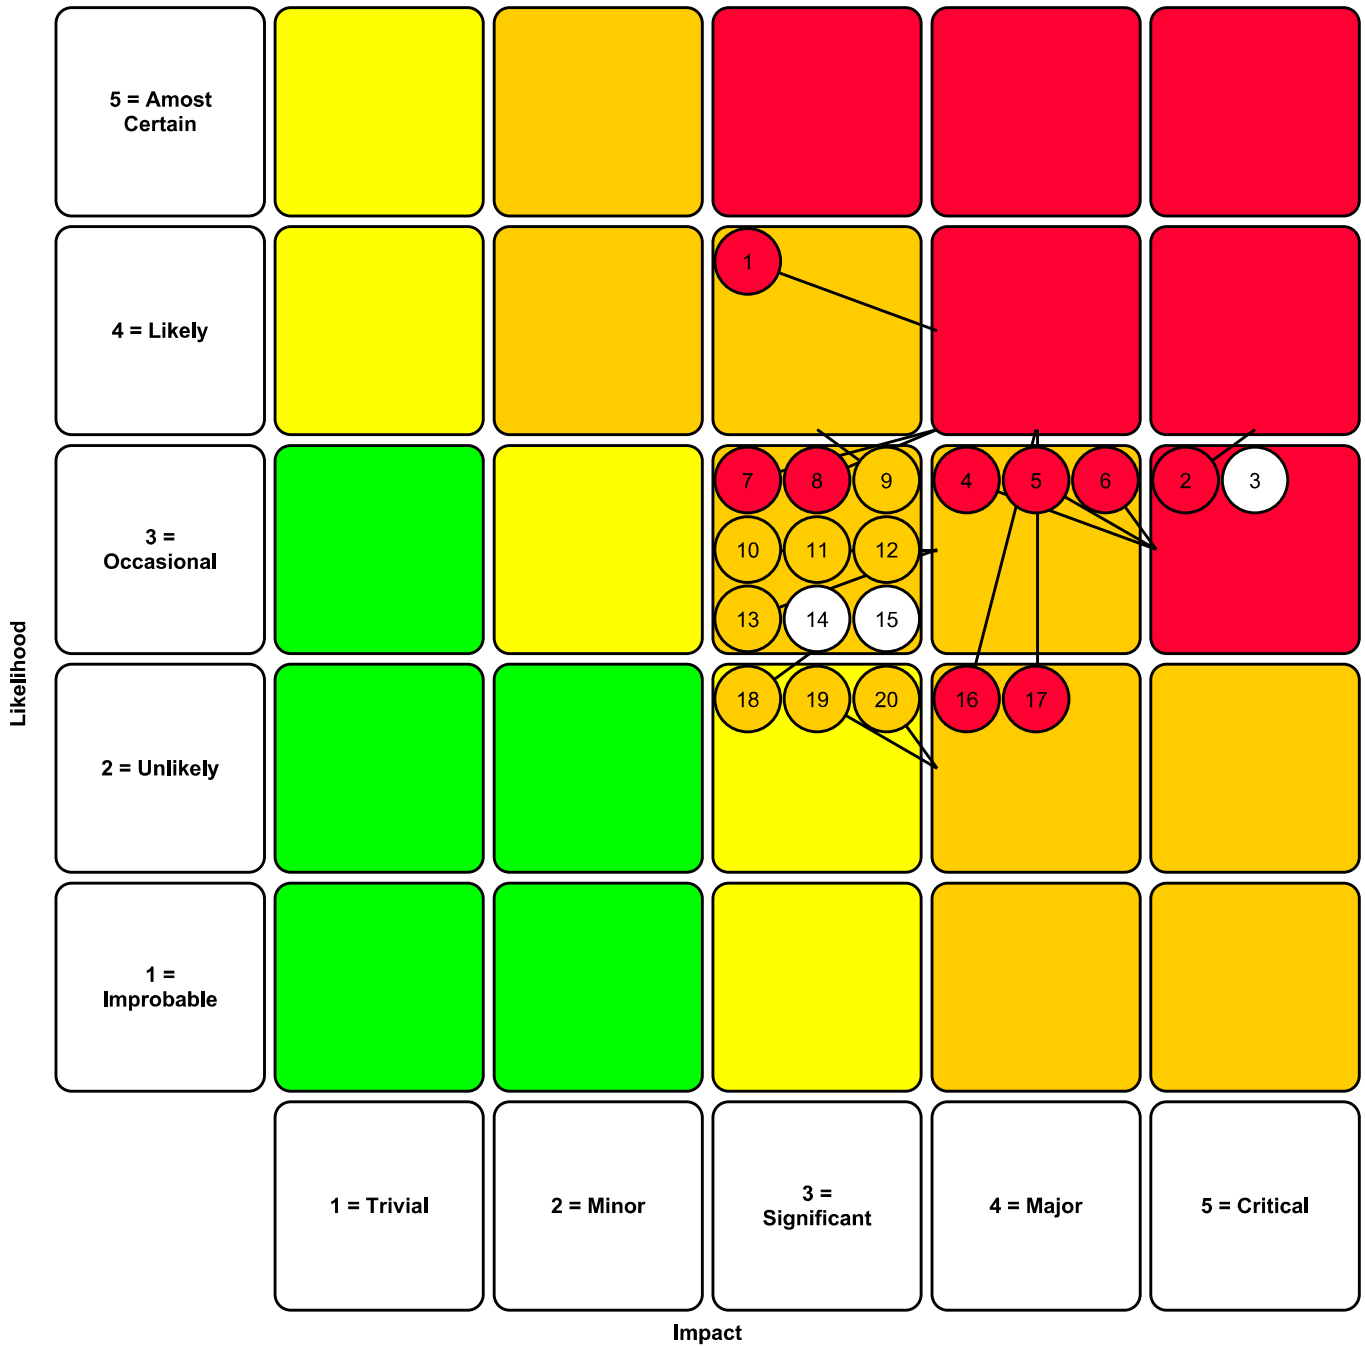 5 = Amost
Certain
4 = Likely
1
3 =
Occasional
7
8
9
4
5
6
2
3
10
11
12
13
14
15
Likelihood
2 = Unlikely
18
19
20
16
17
1 =
Improbable
1 = Trivial
2 = Minor
3 =
Significant
4 = Major
5 = Critical
Impact